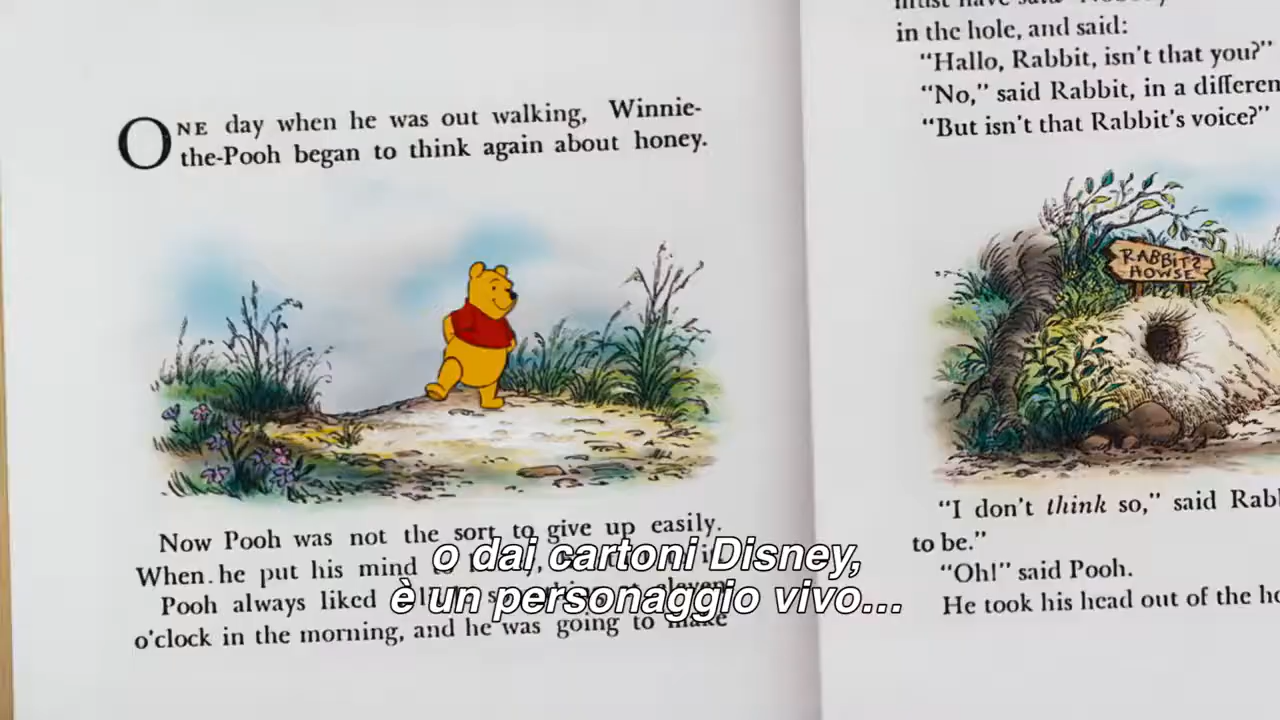 ONE day when he was out walking, Winnie-
the-Pooh began to think again about honey.
Now Pooh was not the sort to give up easily.
When he put his mind to
Pooh always liked
o'clock in the morning, and he was going to make
in the hole, and said:
“Hallo, Rabbit, isn't that you?”
“No,” said Rabbit, in a differen
“But isn't that Rabbit's voice?”
RABBITS
HOWSE
“I don't think so,” said Rabb
to be.”
“Oh!” said Pooh.
He took his head out of the ho
o dai cartoni Disney,
è un personaggio vivo...